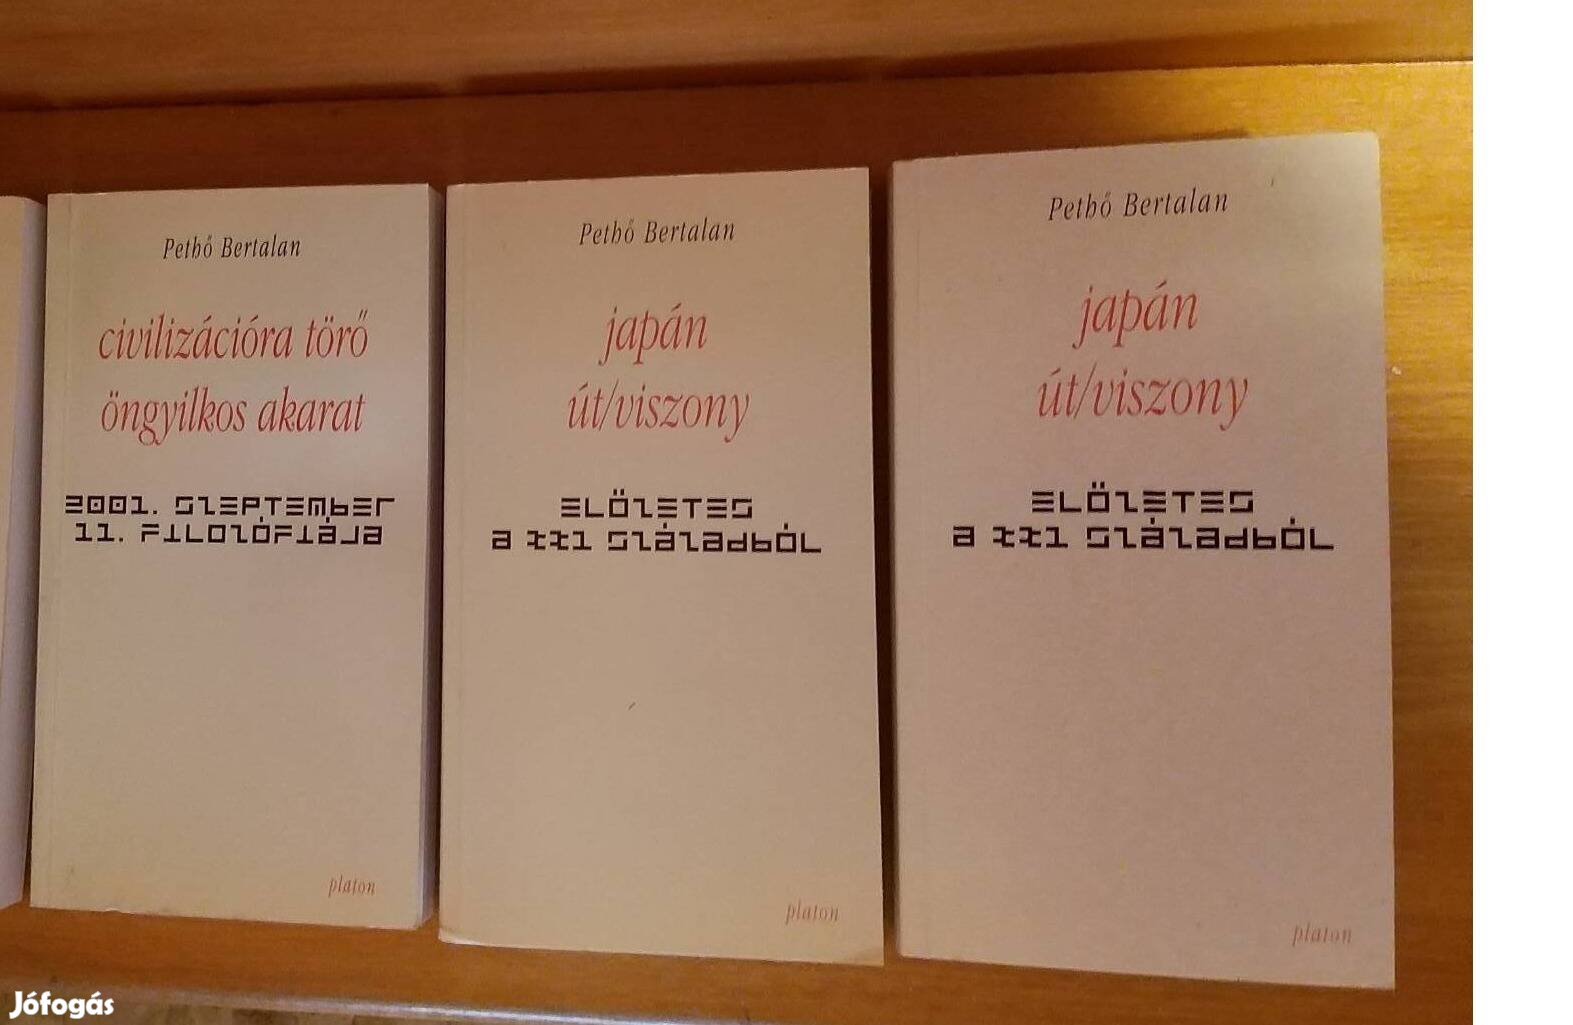 Pethő Bertalan
civilizációra törő
öngyilkos akarat
2001. SZEPTEMBER
11. FILOZÓFIÁJA
platon
Pethő Bertalan
japán
út/viszony
ELŐZETES
A XXI SZÁZADBÓL
platon
Pethő Bertalan
japán
út/viszony
ELŐZETES
A XXI SZÁZADBÓL
platon
Jófogás